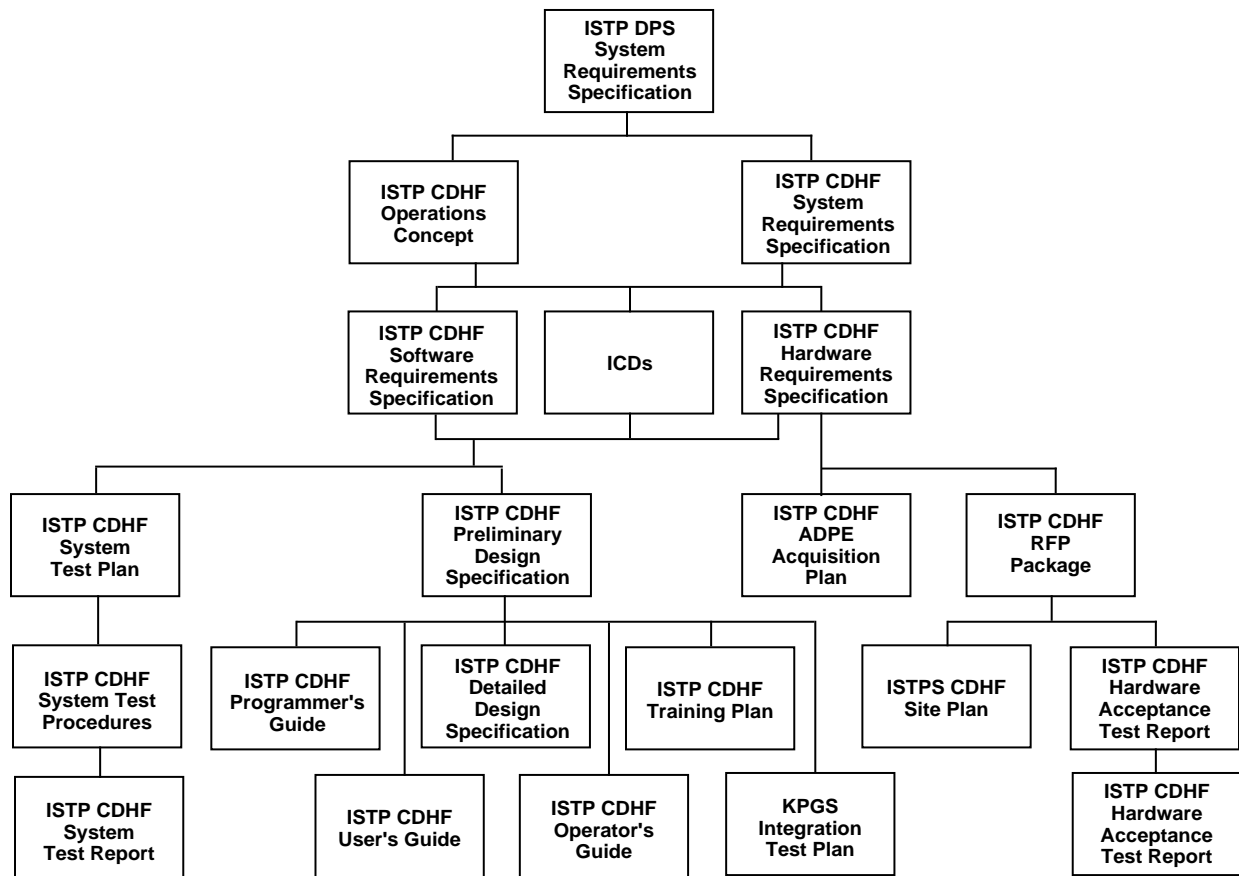 ISTP DPS
System
Requirements
Specification
ISTP CDHF
Operations
Concept
ISTP CDHF
System
Requirements
Specification
ISTP CDHF
Software
Requirements
Specification
ICDs
ISTP CDHF
Hardware
Requirements
Specification
ISTP CDHF
System
Test Plan
ISTP CDHF
Preliminary
Design
Specification
ISTP CDHF
ADPE
Acquisition
Plan
ISTP CDHF
RFP
Package
ISTP CDHF
System Test
Procedures
ISTP CDHF
Programmer's
Guide
ISTP CDHF
Detailed
Design
Specification
ISTP CDHF
Training Plan
ISTPS CDHF
Site Plan
ISTP CDHF
Hardware
Acceptance
Test Report
ISTP CDHF
System
Test Report
ISTP CDHF
User's Guide
ISTP CDHF
Operator's
Guide
KPGS
Integration
Test Plan
ISTP CDHF
Hardware
Acceptance
Test Report